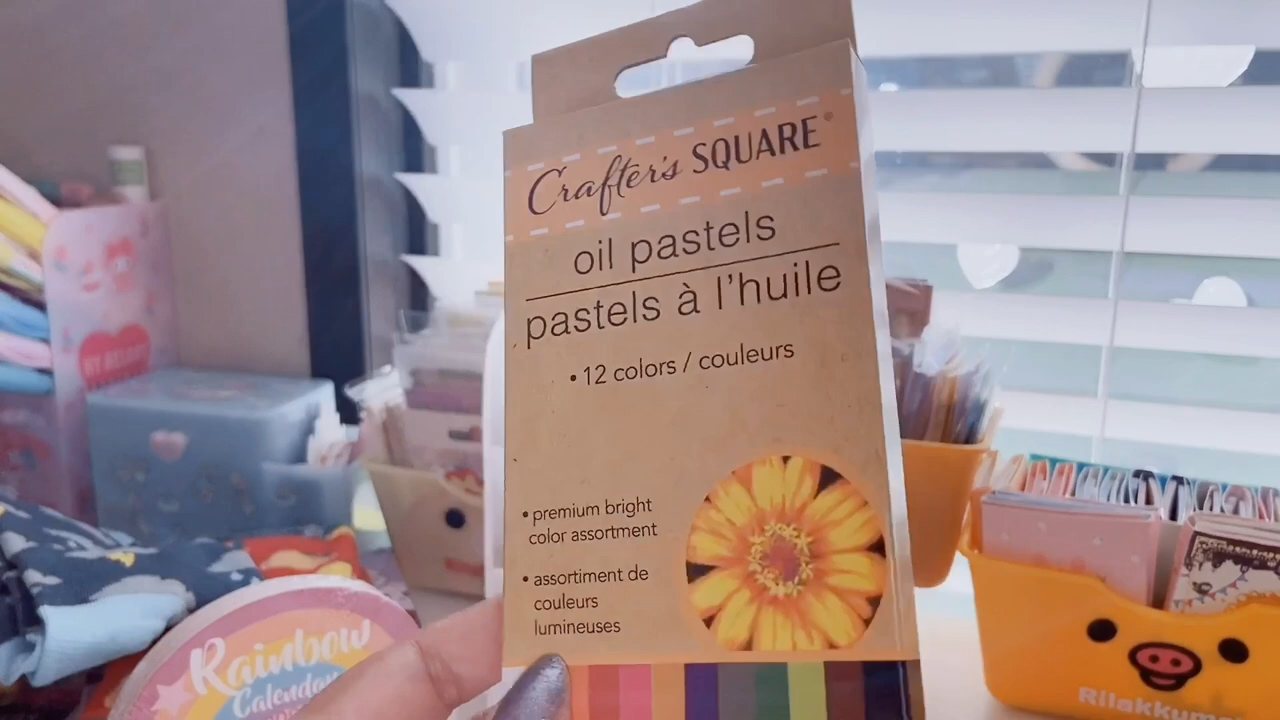 Crafter's SQUARE®
oil pastels
pastels à l'huile
• 12 colors / couleurs
• premium bright
color assortment
• assortiment de
couleurs
lumineuses
Rainbow
Calendar
Rilakkuma